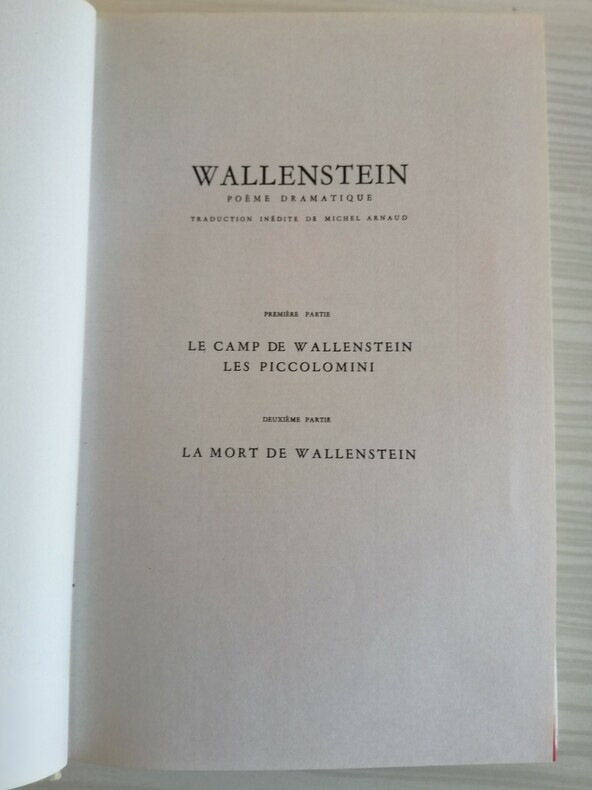 WALLENSTEIN
POÈME DRAMATIQUE
TRADUCTION INÉDITE DE MICHEL ARNAUD
PREMIÈRE PARTIE
LE CAMP DE WALLENSTEIN
LES PICCOLOMINI
DEUXIÈME PARTIE
LA MORT DE WALLENSTEIN